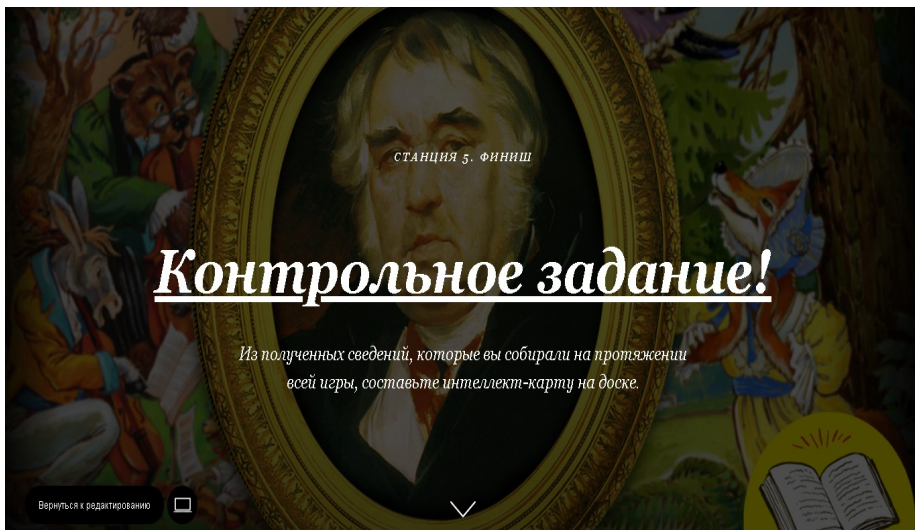 СТАНЦИЯ 5. ФИНИШ
Контрольное задание!
Из полученных сведений, которые вы собирали на протяжении
всей игры, составьте интеллект-карту на доске.
Вернуться к редактированию